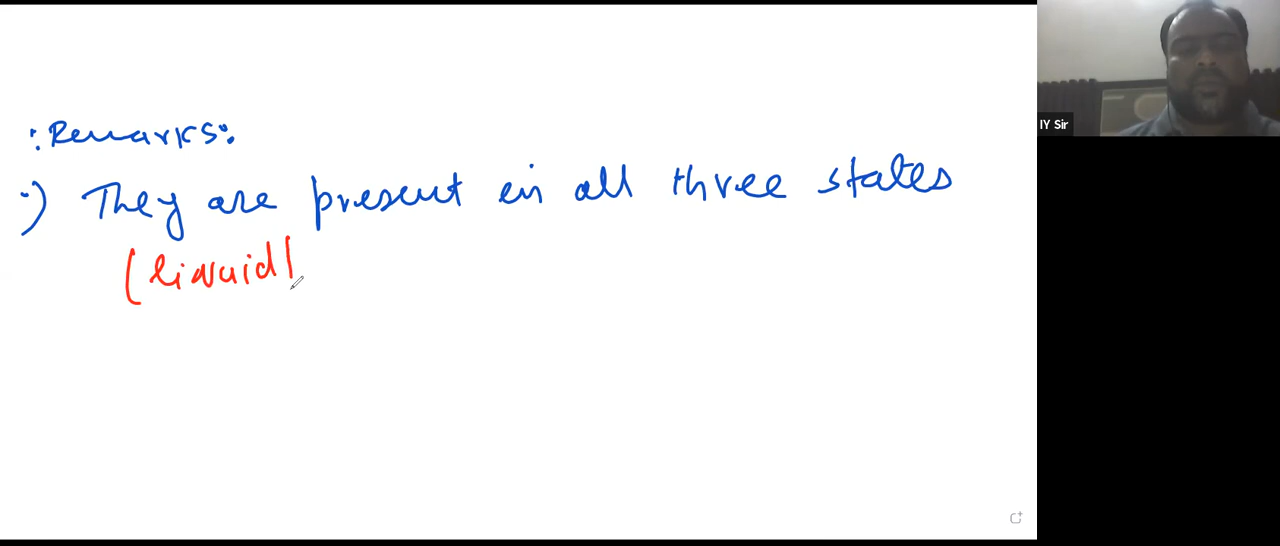 :Remarks:
·) They are present in all three states
(liquid|
IY Sir